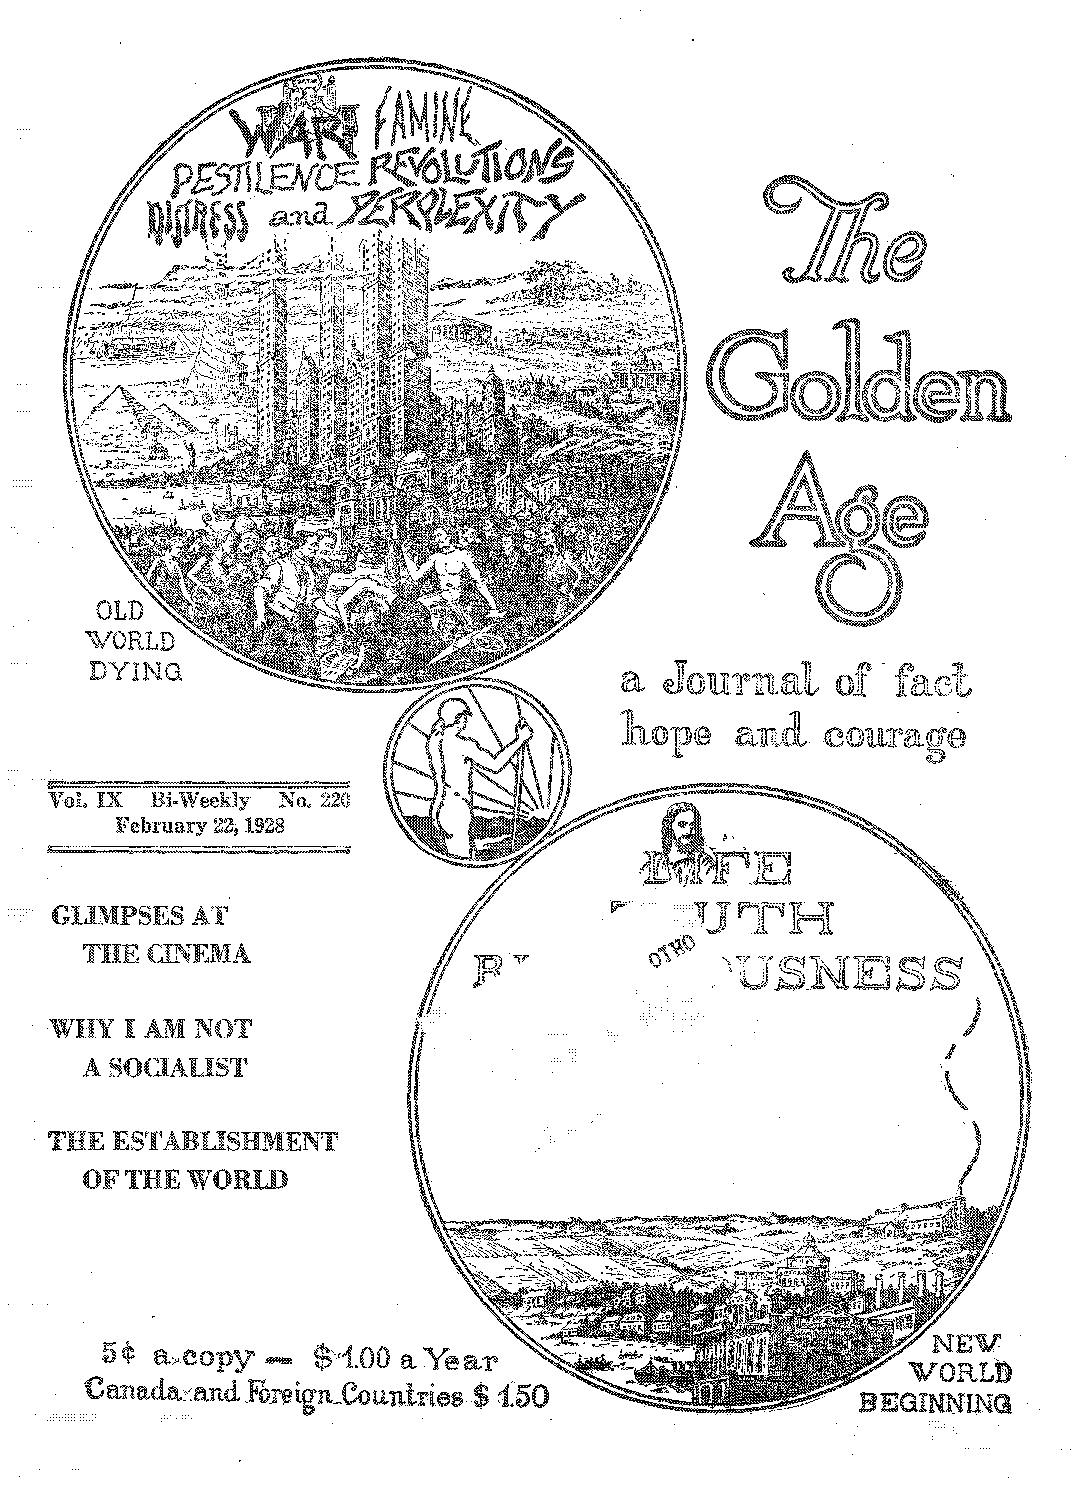 WAR FAMINE
PESTILENCE REVOLUTIONS
DISTRESS and PERPLEXITY
The
Golden
Age
OLD
WORLD
DYING
a Journal of fact
hope and courage
Vol. IX Bi-Weekly No. 220
February 22, 1928
GLIMPSES AT
THE CINEMA
WHY I AM NOT
A SOCIALIST
THE ESTABLISHMENT
OF THE WORLD
LIFE
UTH
OTHO
USNESS
5¢ a copy — $1.00 a Year
Canada and Foreign Countries $1.50
NEW
WORLD
BEGINNING